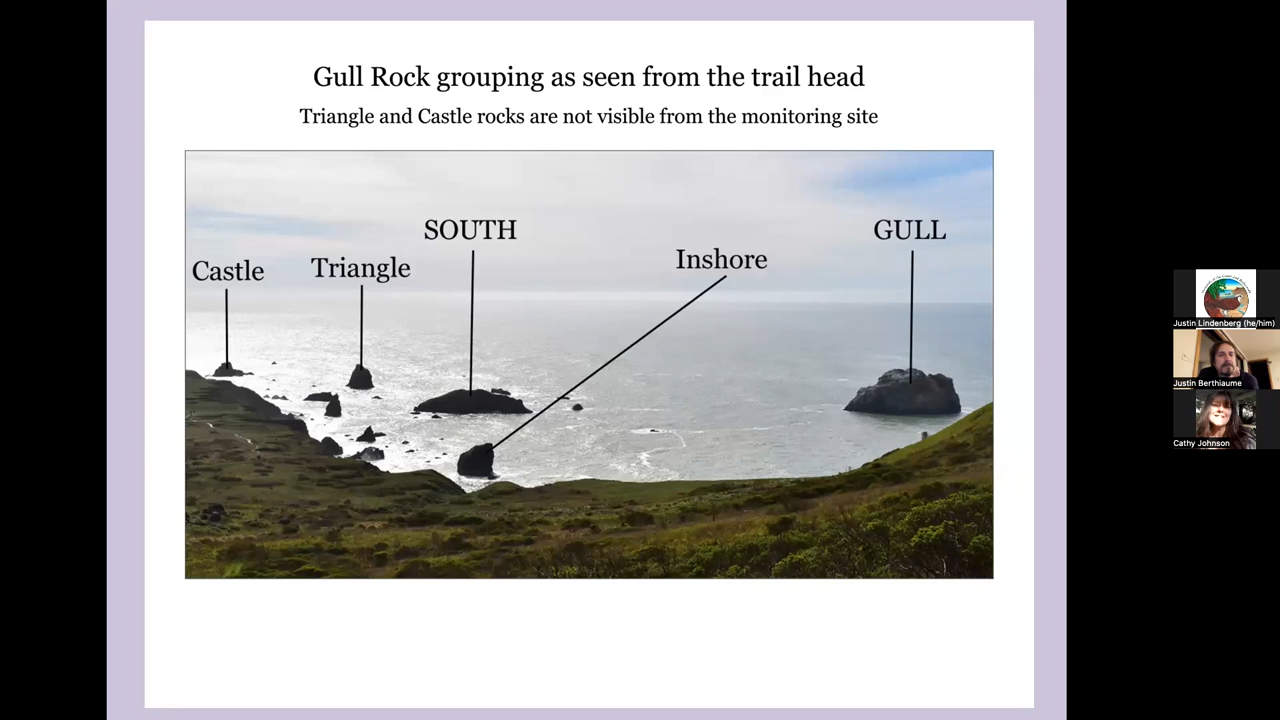 Gull Rock grouping as seen from the trail head
Triangle and Castle rocks are not visible from the monitoring site
SOUTH
GULL
Inshore
Castle
Triangle
Justin Lindenberg (he/him)
Justin Berthiaume
Cathy Johnson